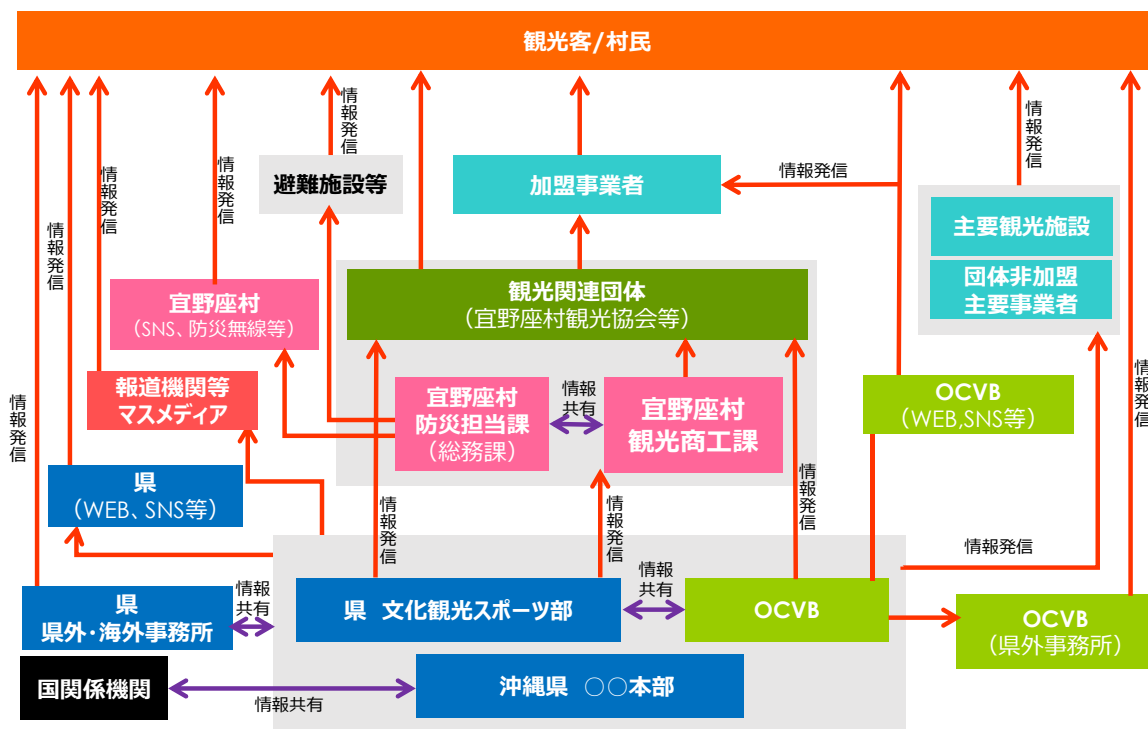 観光客/村民
情報発信
情報発信
情報発信
情報発信
情報発信
避難施設等
加盟事業者
情報発信
情報発信
主要観光施設
団体非加盟
主要事業者
宜野座村
（SNS、防災無線等）
観光関連団体
（宜野座村観光協会等）
報道機関等
マスメディア
宜野座村
防災担当課
（総務課）
情報
共有
宜野座村
観光商工課
OCVB
（WEB,SNS等）
情報発信
県
（WEB、SNS等）
情報発信
情報発信
情報発信
情報発信
県
県外・海外事務所
情報
共有
県 文化観光スポーツ部
情報
共有
OCVB
OCVB
（県外事務所）
国関係機関
情報共有
沖縄県 ○○本部